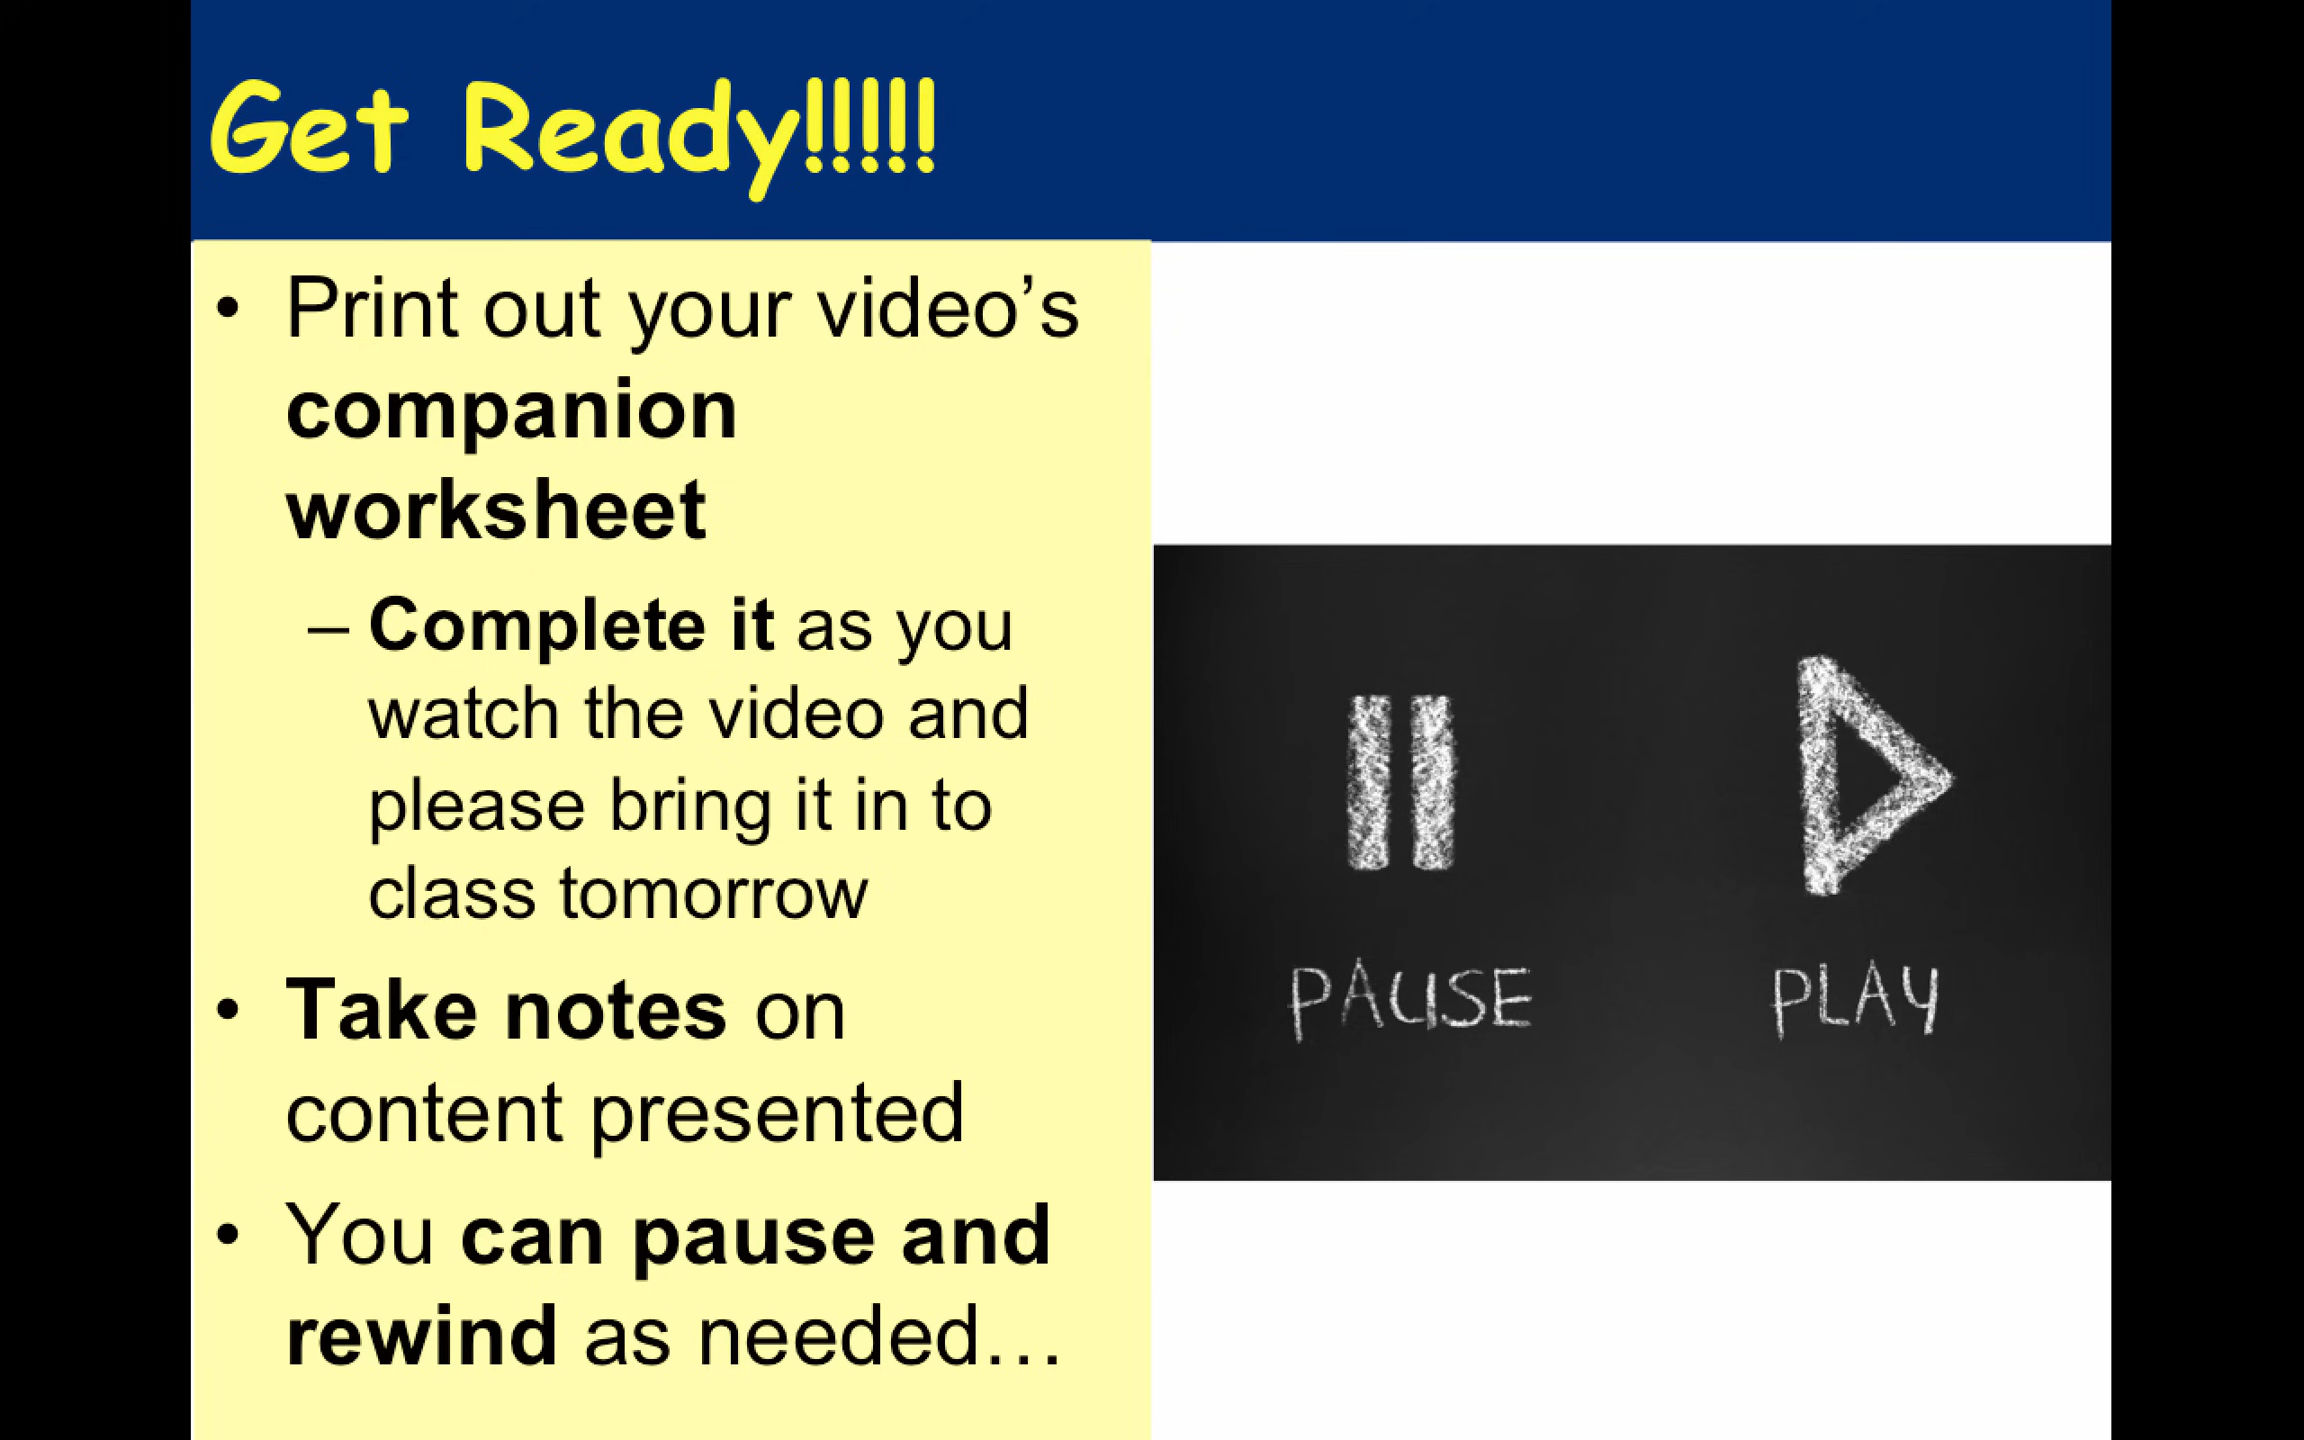 Get Ready!!!!!
• Print out your video’s
companion
worksheet
– Complete it as you
watch the video and
please bring it in to
class tomorrow
• Take notes on
content presented
• You can pause and
rewind as needed…
PAUSE PLAY